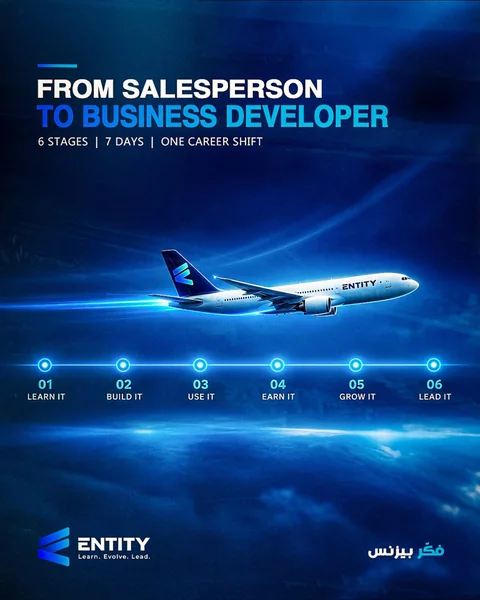 FROM SALESPERSON
TO BUSINESS DEVELOPER
6 STAGES | 7 DAYS | ONE CAREER SHIFT
ENTITY
01
LEARN IT
02
BUILD IT
03
USE IT
04
EARN IT
05
GROW IT
06
LEAD IT
ENTITY
Learn. Evolve. Lead.
فكّر بيزنس